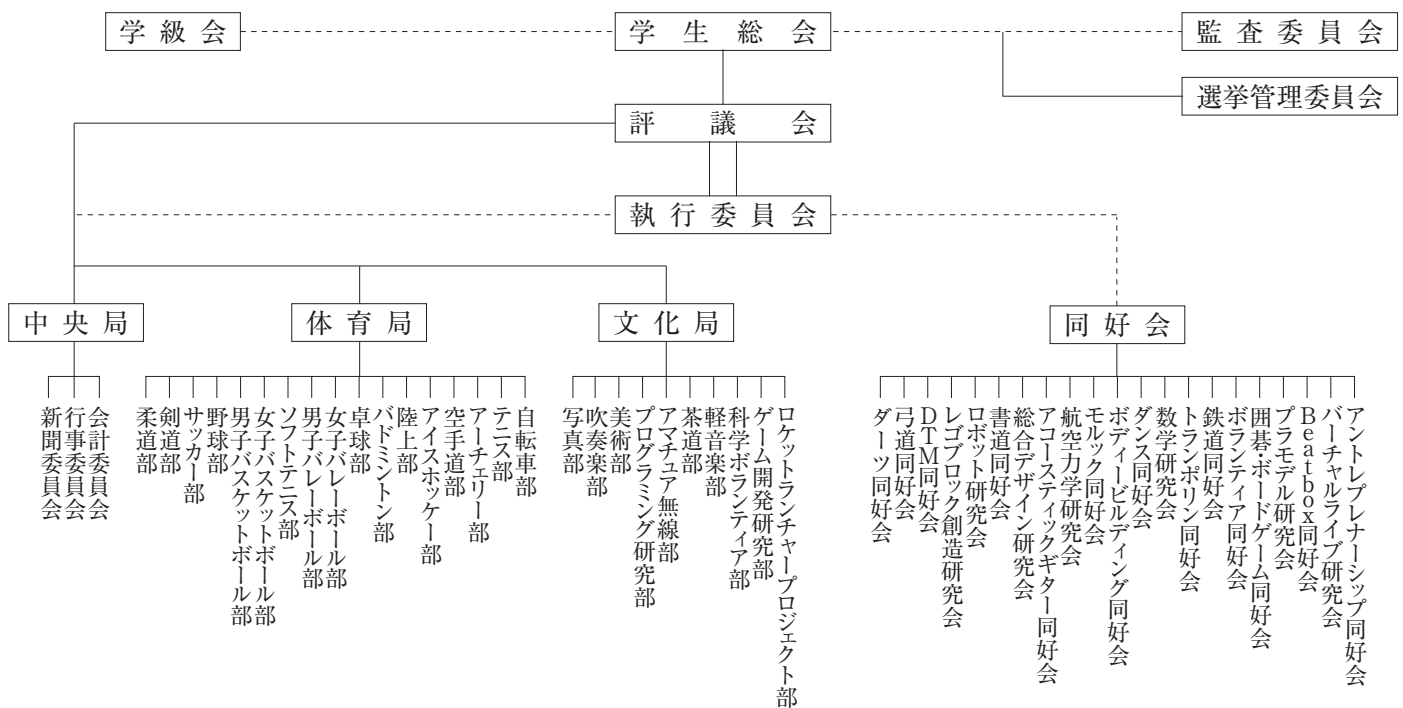 学級会
学生総会
監査委員会
選挙管理委員会
評議会
執行委員会
中央局
体育局
文化局
同好会
新聞委員会
行事委員会
会計委員会
柔道部
剣道部
サッカー部
野球部
男子バスケットボール部
女子バスケットボール部
ソフトテニス部
男子バレーボール部
女子バレーボール部
卓球部
バドミントン部
陸上部
アイスホッケー部
空手道部
アーチェリー部
テニス部
自転車部
写真部
吹奏楽部
美術部
プログラミング研究部
アマチュア無線部
茶道部
軽音楽部
科学ボランティア部
ゲーム開発研究部
ロケットランチャープロジェクト部
ダーツ同好会
弓道同好会
DTM同好会
レゴブロック創造研究会
ロボット研究会
書道同好会
総合デザイン研究会
アコースティックギター同好会
航空力学研究会
モルック同好会
ボディービルディング同好会
ダンス同好会
数学研究会
トランポリン同好会
鉄道同好会
ボランティア同好会
囲碁・ボードゲーム同好会
プラモデル研究会
Beatbox同好会
バーチャルライブ研究会
アントレプレナーシップ同好会